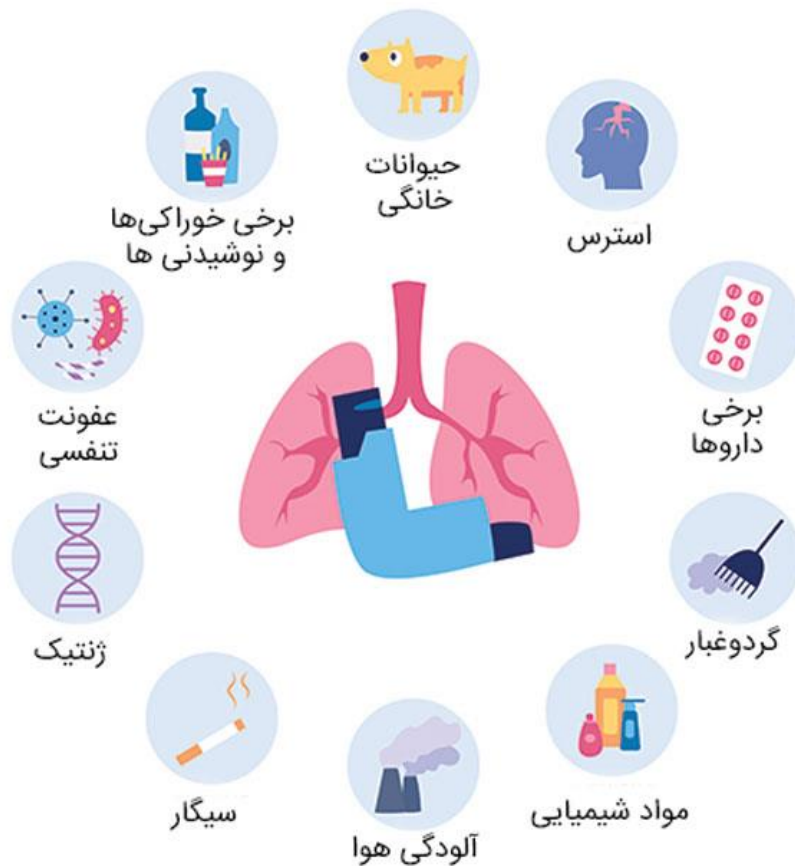 حیوانات
خانگی
استرس
برخی
داروها
گردوغبار
مواد شیمیایی
آلودگی هوا
سیگار
ژنتیک
عفونت
تنفسی
برخی خوراکی‌ها
و نوشیدنی ها